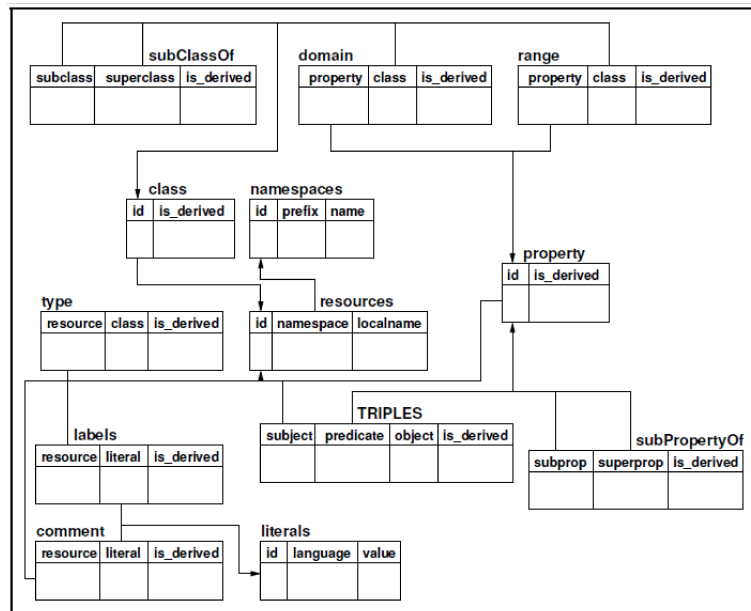 subClassOf domain range
subclass superclass is_derived property class is_derived property class is_derived
class namespaces
id is_derived id prefix name
property
id is_derived
type resources
resource class is_derived id namespace localname
TRIPLES
subject predicate object is_derived
labels subPropertyOf
resource literal is_derived subprop superprop is_derived
comment literals
resource literal is_derived id language value